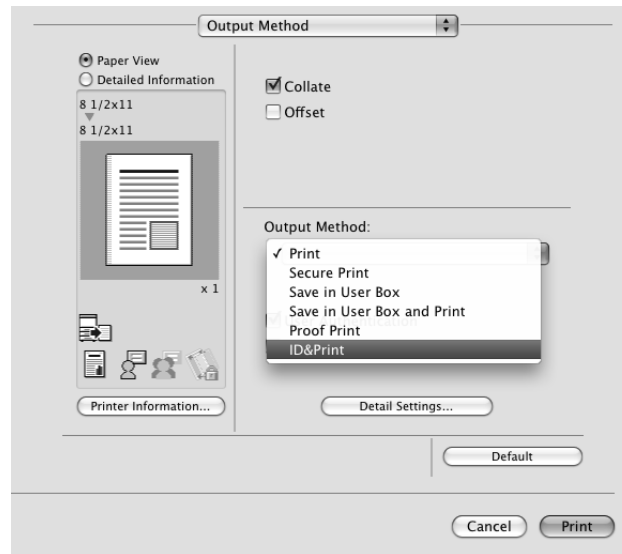 Output Method
Paper View
Detailed Information
8 1/2x11
8 1/2x11
x 1
Printer Information...
Collate
Offset
Output Method:
✓ Print
Secure Print
Save in User Box
Save in User Box and Print
Proof Print
ID&Print
Detail Settings...
Default
Cancel
Print